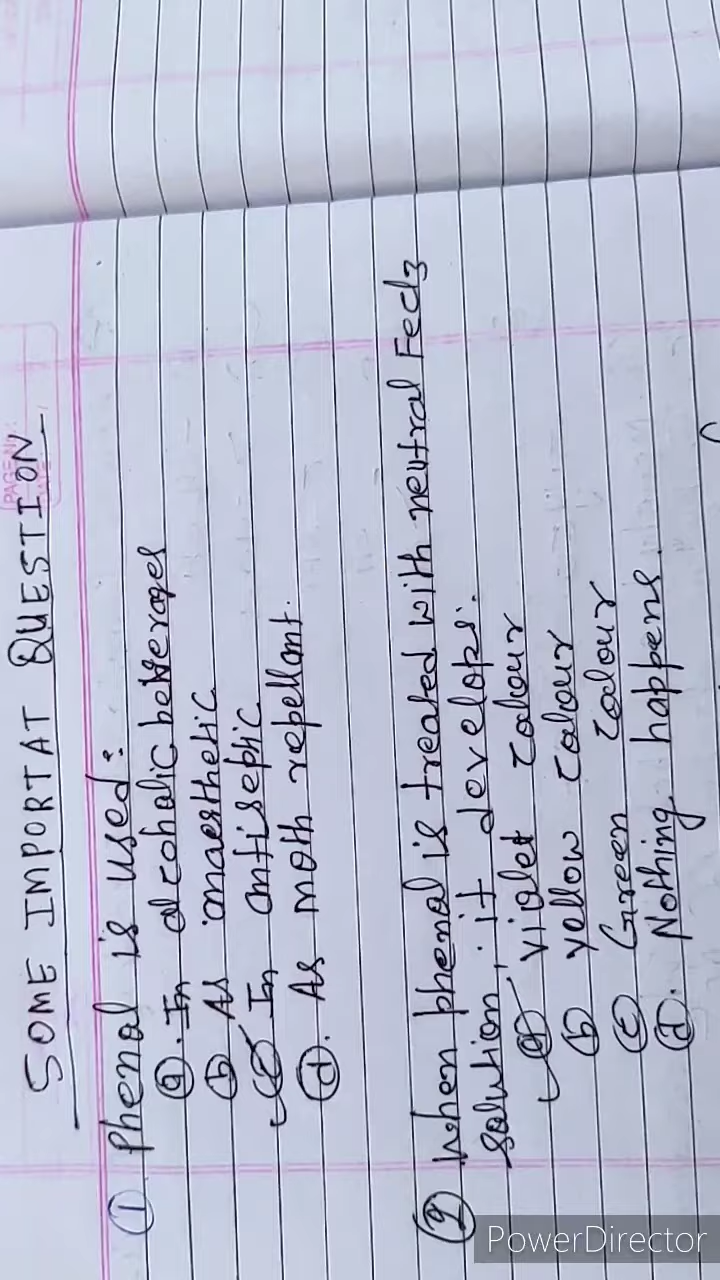 SOME IMPORTAT QUESTION
① Phenol is used:
ⓐ. In alcoholic beverages
ⓑ As anaesthetic
ⓒ In antiseptic
ⓓ. As moth repellant.
② When phenol is treated with neutral Fecl3
solution, it develops:
ⓐ violet colour
ⓑ yellow colour
ⓒ Green colour
ⓓ. Nothing happens.
PowerDirector